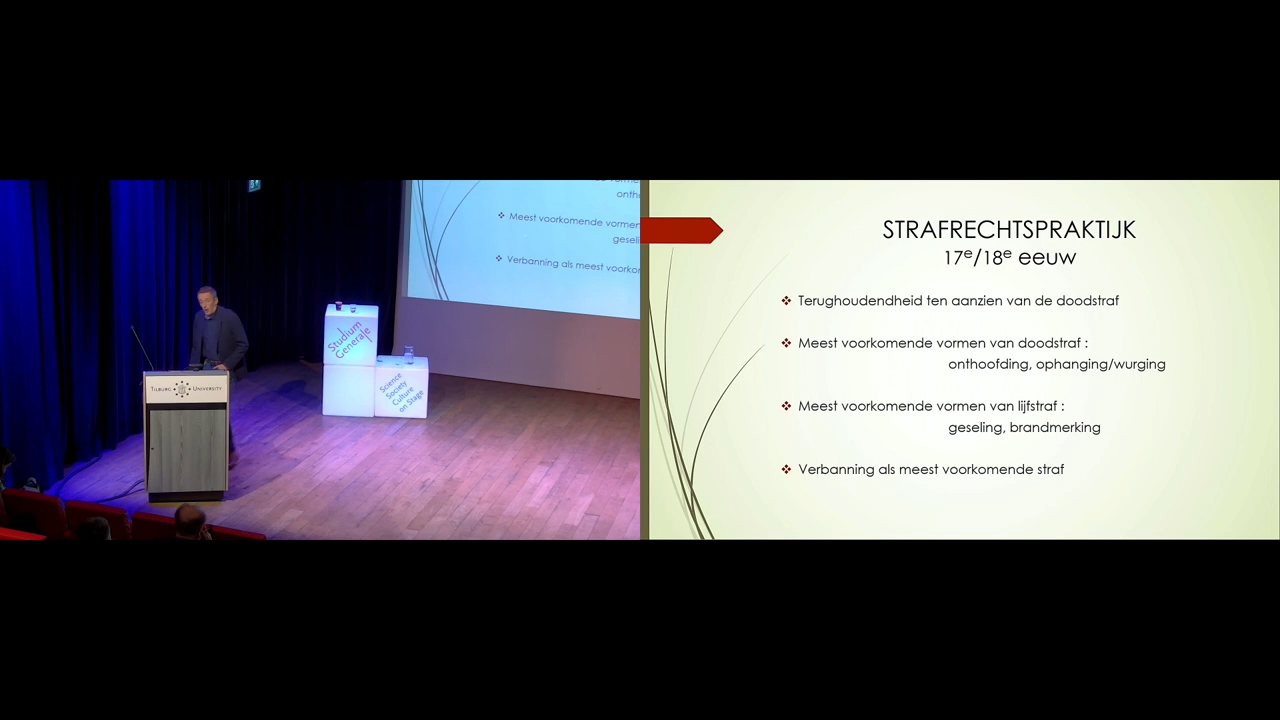 onth
Meest voorkomende vormen
geseli
Verbanning als meest voorko
Studium
Generale
Science
Society
Culture
on Stage
TILBURG UNIVERSITY
STRAFRECHTSPRAKTIJK
17e/18e eeuw
❖ Terughoudendheid ten aanzien van de doodstraf
❖ Meest voorkomende vormen van doodstraf :
onthoofding, ophanging/wurging
❖ Meest voorkomende vormen van lijfstraf :
geseling, brandmerking
❖ Verbanning als meest voorkomende straf